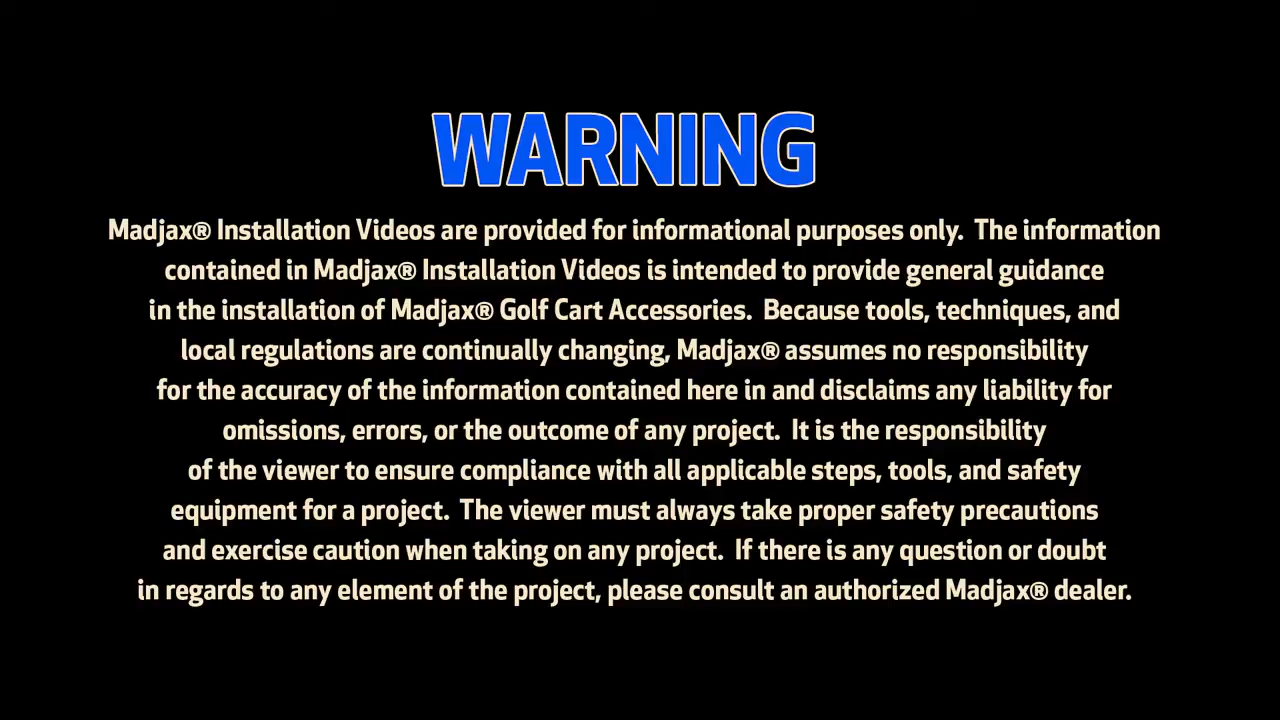 WARNING
Madjax® Installation Videos are provided for informational purposes only.  The information
contained in Madjax® Installation Videos is intended to provide general guidance
in the installation of Madjax® Golf Cart Accessories.  Because tools, techniques, and
local regulations are continually changing, Madjax® assumes no responsibility
for the accuracy of the information contained here in and disclaims any liability for
omissions, errors, or the outcome of any project.  It is the responsibility
of the viewer to ensure compliance with all applicable steps, tools, and safety
equipment for a project.  The viewer must always take proper safety precautions
and exercise caution when taking on any project.  If there is any question or doubt
in regards to any element of the project, please consult an authorized Madjax® dealer.